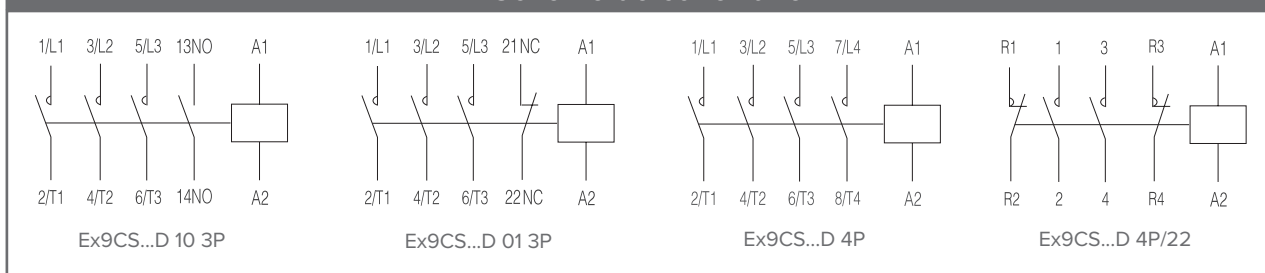 1/L1 3/L2 5/L3 13NO A1
2/T1 4/T2 6/T3 14NO A2
Ex9CS...D 10 3P
1/L1 3/L2 5/L3 21NC A1
2/T1 4/T2 6/T3 22NC A2
Ex9CS...D 01 3P
1/L1 3/L2 5/L3 7/L4 A1
2/T1 4/T2 6/T3 8/T4 A2
Ex9CS...D 4P
R1 1 3 R3 A1
R2 2 4 R4 A2
Ex9CS...D 4P/22